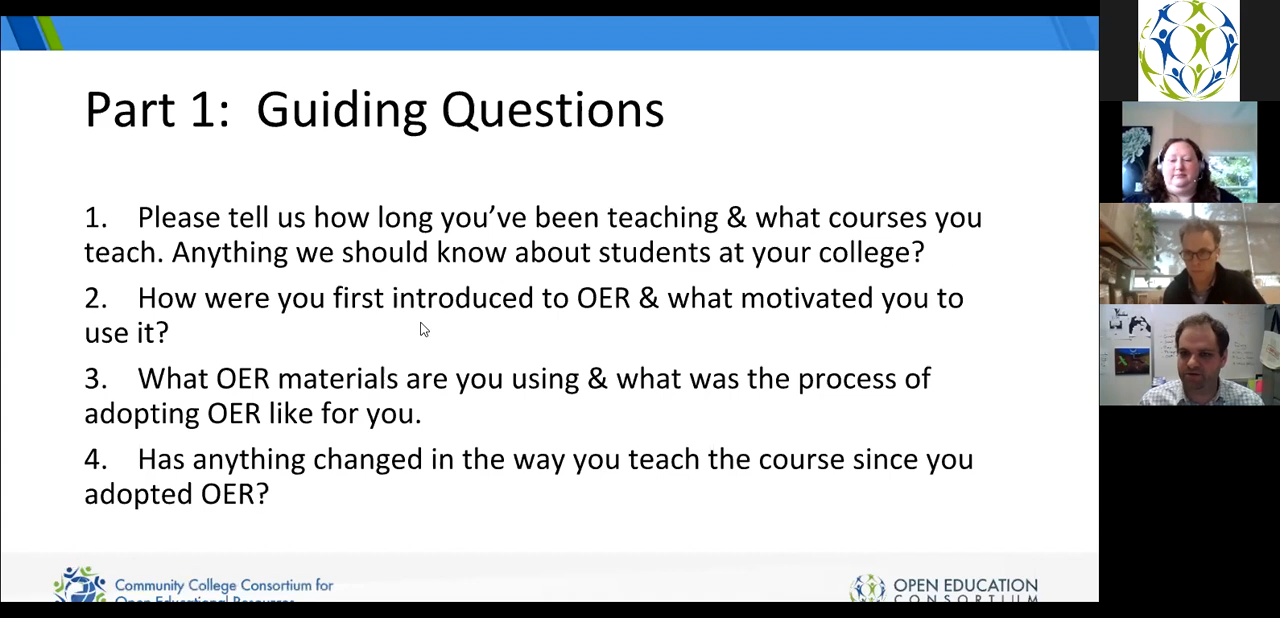 Part 1:  Guiding Questions
1.    Please tell us how long you’ve been teaching & what courses you
teach. Anything we should know about students at your college?
2.    How were you first introduced to OER & what motivated you to
use it?
3.    What OER materials are you using & what was the process of
adopting OER like for you.
4.    Has anything changed in the way you teach the course since you
adopted OER?
Community College Consortium for
Open Educational Resources
OPEN EDUCATION
CONSORTIUM